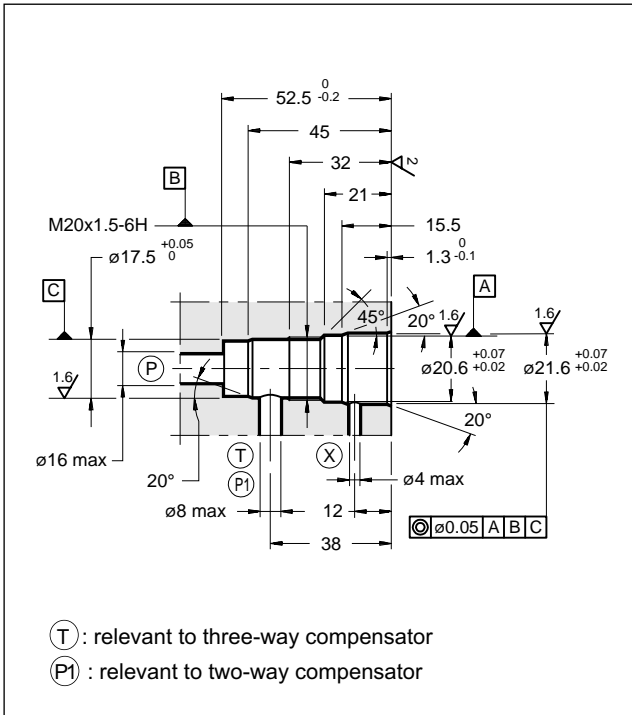 52.5 0 -0.2
45
32
2
B
21
M20x1.5-6H
15.5
ø17.5 +0.05 0
1.3 0 -0.1
C
A
45°
20°
1.6
1.6
1.6
P
ø20.6 +0.07 +0.02
ø21.6 +0.07 +0.02
20°
ø16 max
T
X
20°
P1
ø4 max
ø8 max
12
ø0.05 A B C
38
T : relevant to three-way compensator
P1 : relevant to two-way compensator